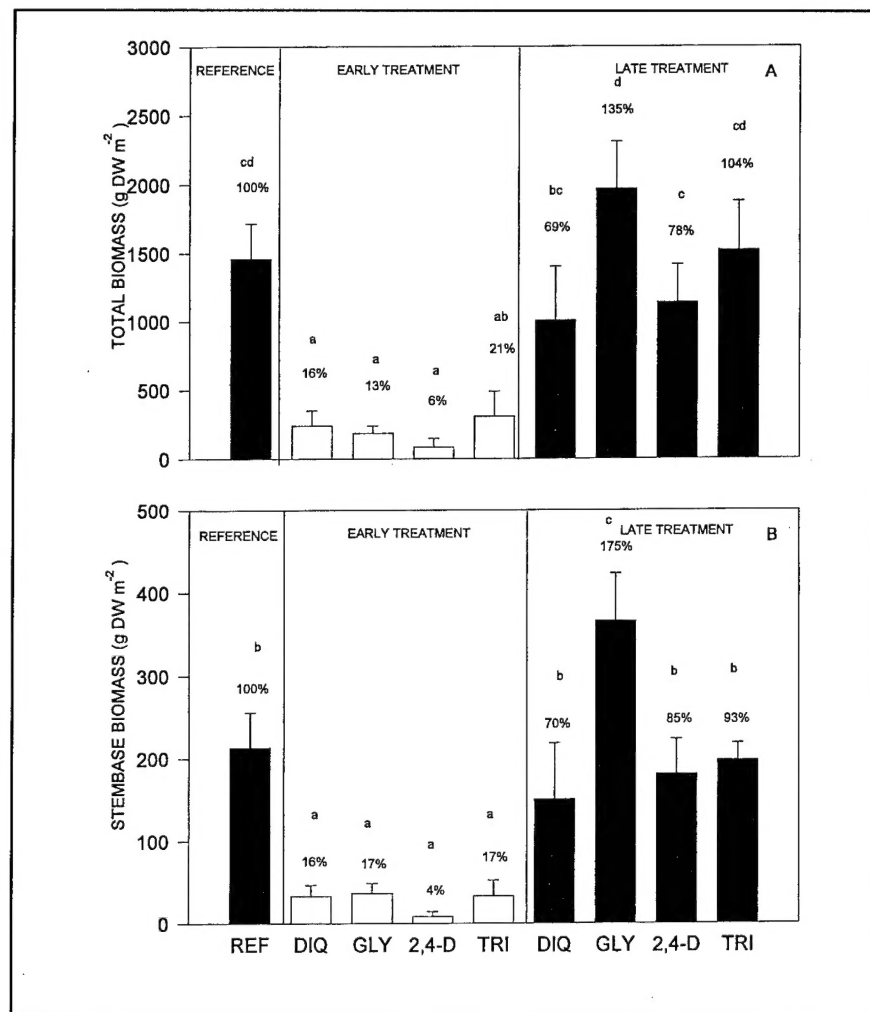 3000
REFERENCE
EARLY TREATMENT
LATE TREATMENT
A
2500
2000
1500
1000
500
0
TOTAL BIOMASS (g DW m-2)
cd
100%
a
16%
a
13%
a
6%
ab
21%
bc
69%
d
135%
c
78%
cd
104%
500
REFERENCE
EARLY TREATMENT
LATE TREATMENT
B
400
300
200
100
0
STEMBASE BIOMASS (g DW m-2)
b
100%
a
16%
a
17%
a
4%
a
17%
b
70%
c
175%
b
85%
b
93%
REF DIQ GLY 2,4-D TRI DIQ GLY 2,4-D TRI